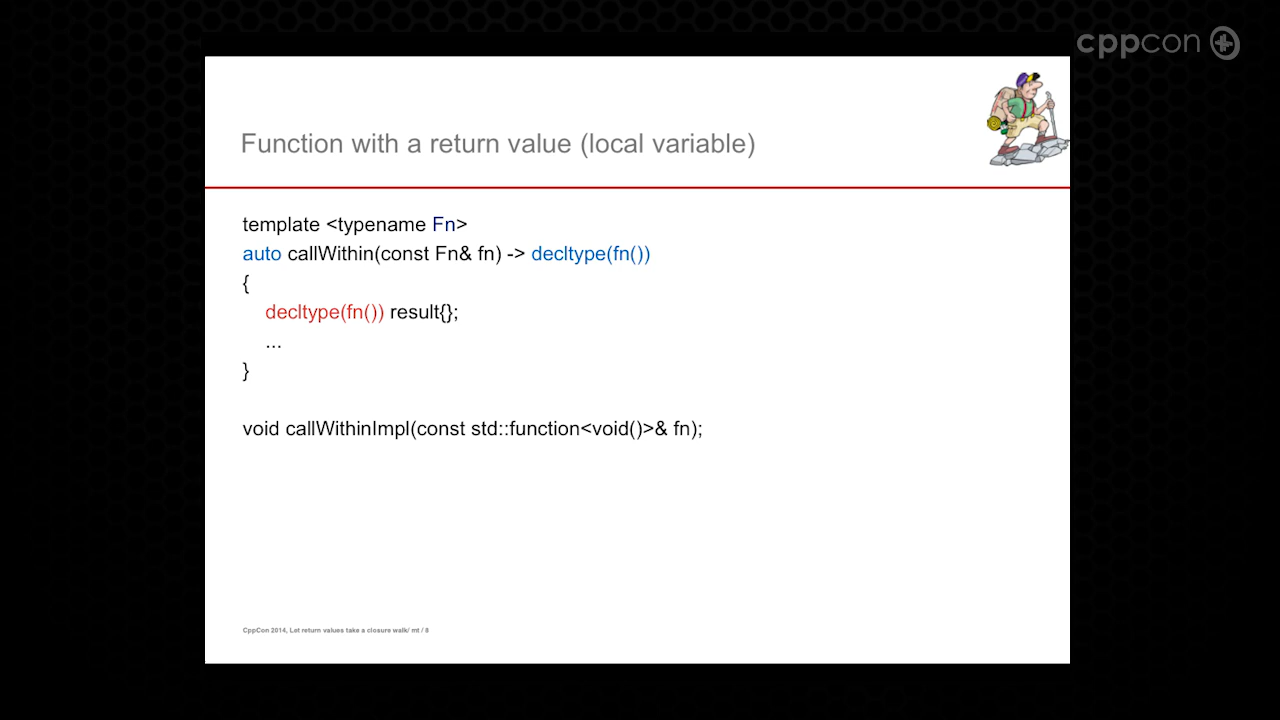 cppcon
Function with a return value (local variable)
template <typename Fn>
auto callWithin(const Fn& fn) -> decltype(fn())
{
decltype(fn()) result{};
...
}
void callWithinImpl(const std::function<void()>& fn);
CppCon 2014, Let return values take a closure walk/ mt / 8